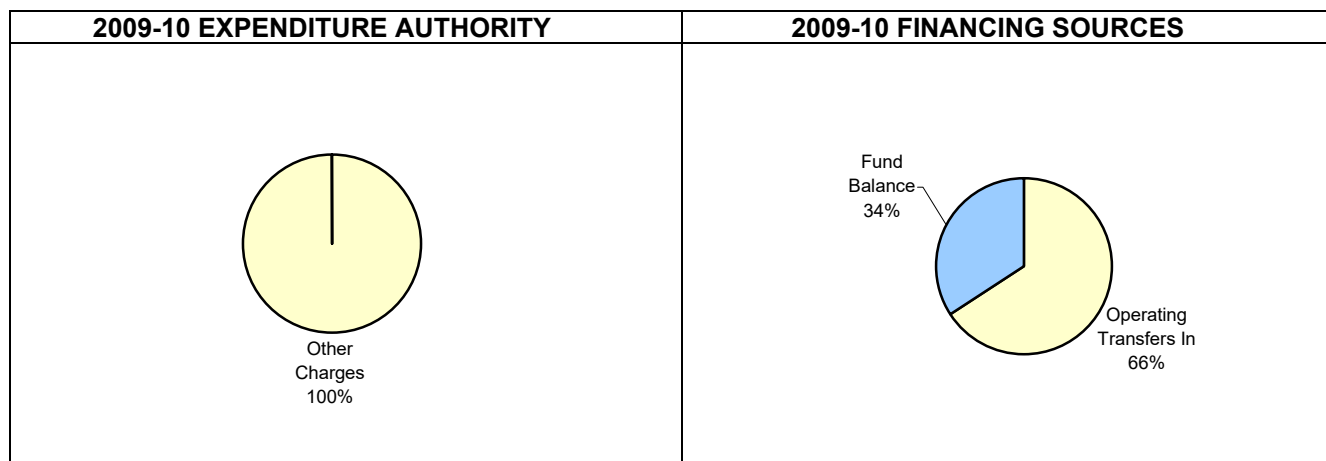 2009-10 EXPENDITURE AUTHORITY
2009-10 FINANCING SOURCES
Other
Charges
100%
Fund
Balance
34%
Operating
Transfers In
66%